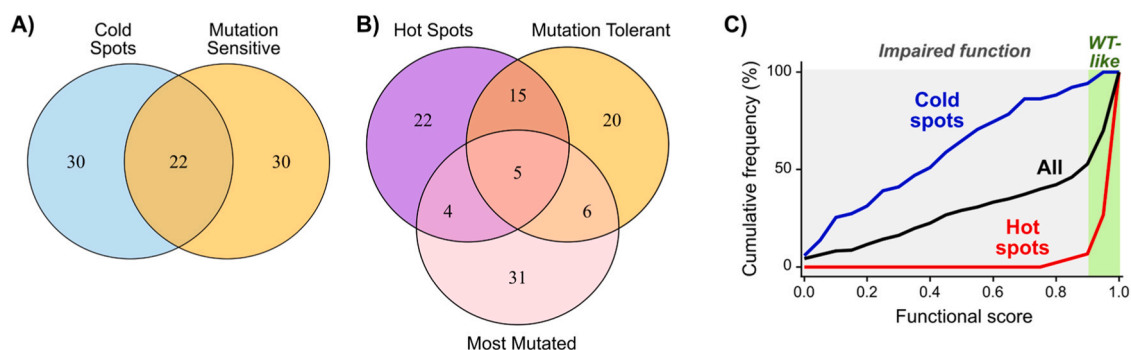 A)
Cold
Spots
Mutation
Sensitive
30
22
30
B)
Hot Spots
Mutation Tolerant
22
15
20
5
4
6
31
Most Mutated
C)
Impaired function
WT-
like
Cumulative frequency (%)
100
50
0
Cold
spots
All
Hot
spots
0.0
0.2
0.4
0.6
0.8
1.0
Functional score